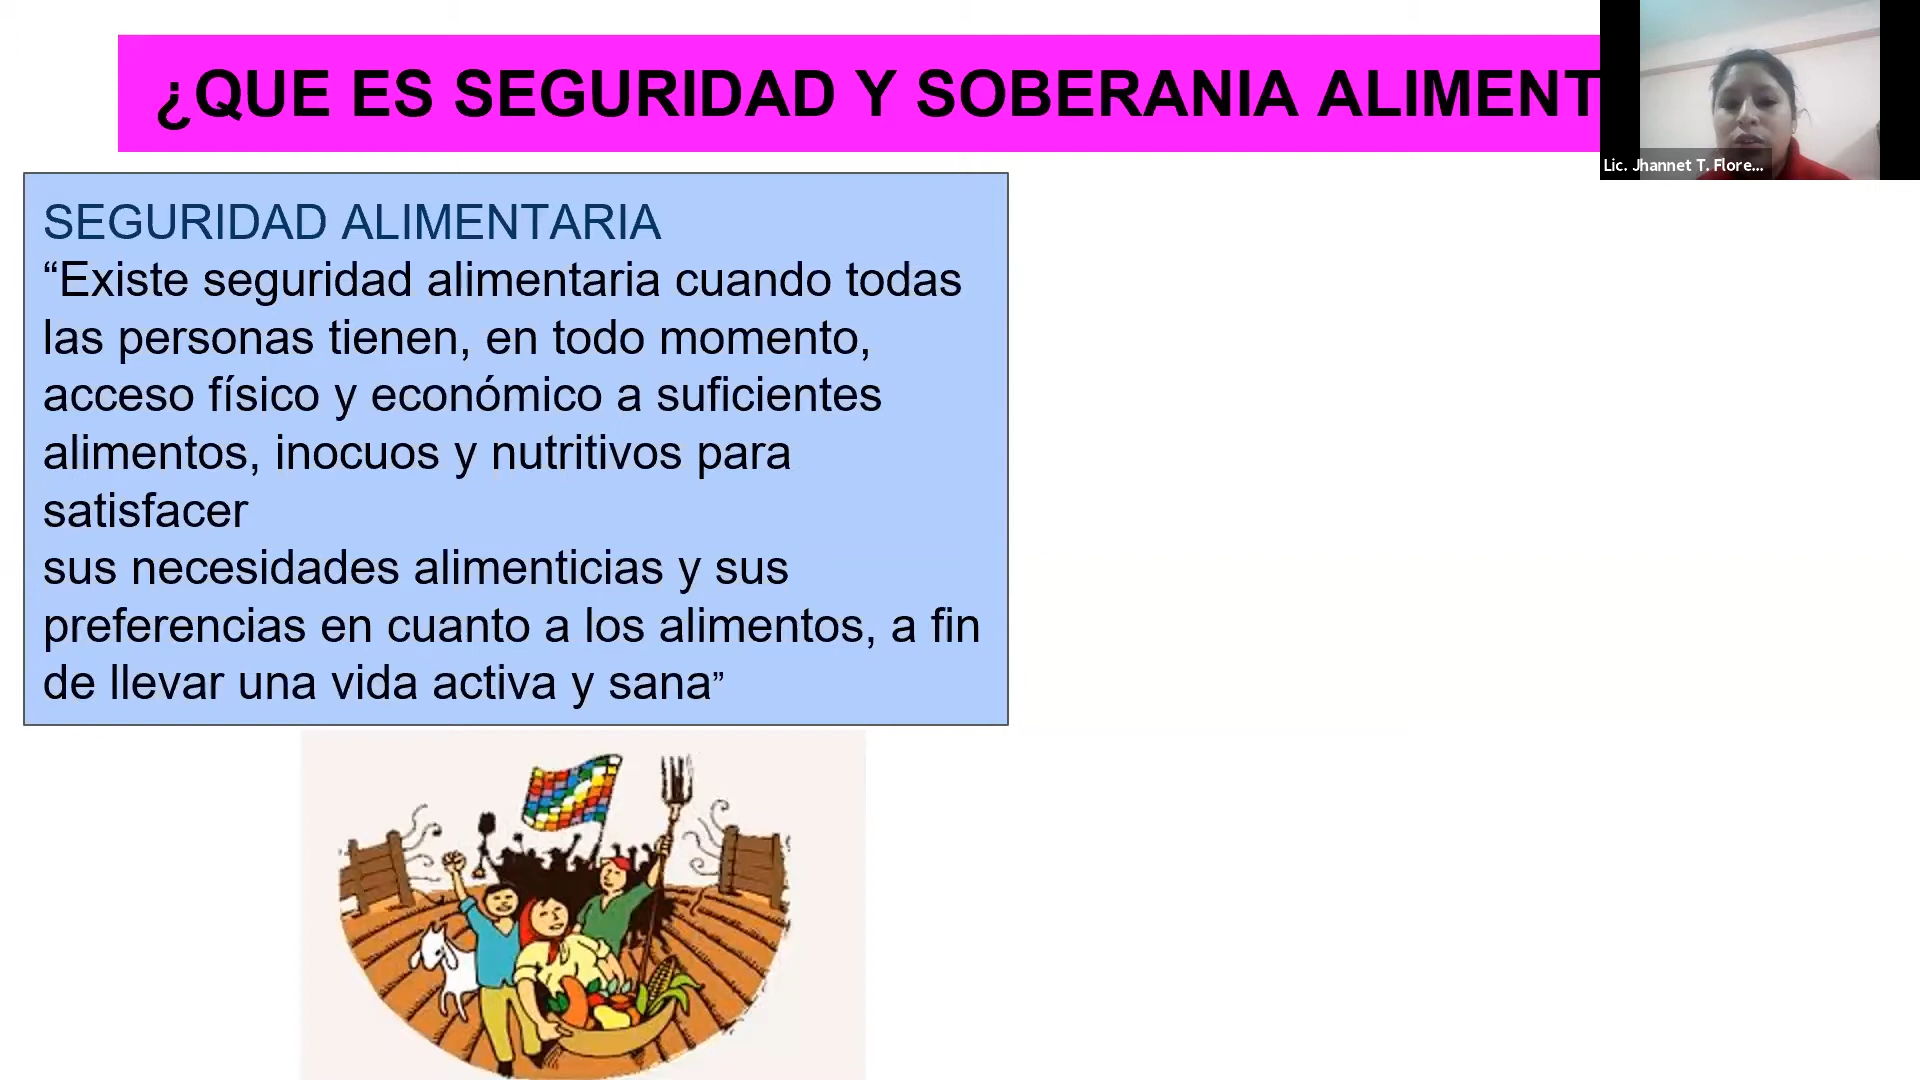 ¿QUE ES SEGURIDAD Y SOBERANIA ALIMENT
Lic. Jhannet T. Flore...
SEGURIDAD ALIMENTARIA
“Existe seguridad alimentaria cuando todas
las personas tienen, en todo momento,
acceso físico y económico a suficientes
alimentos, inocuos y nutritivos para
satisfacer
sus necesidades alimenticias y sus
preferencias en cuanto a los alimentos, a fin
de llevar una vida activa y sana”